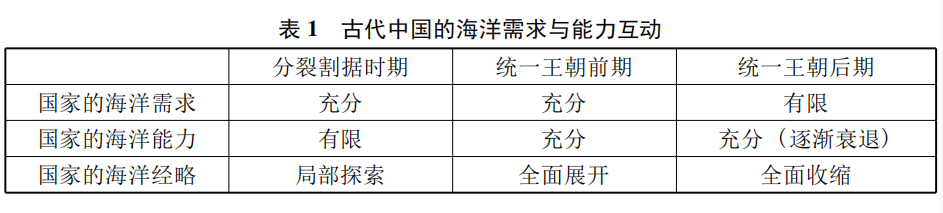 表 1 古代中国的海洋需求与能力互动
分裂割据时期 统一王朝前期 统一王朝后期
国家的海洋需求 充分 充分 有限
国家的海洋能力 有限 充分 充分（逐渐衰退）
国家的海洋经略 局部探索 全面展开 全面收缩